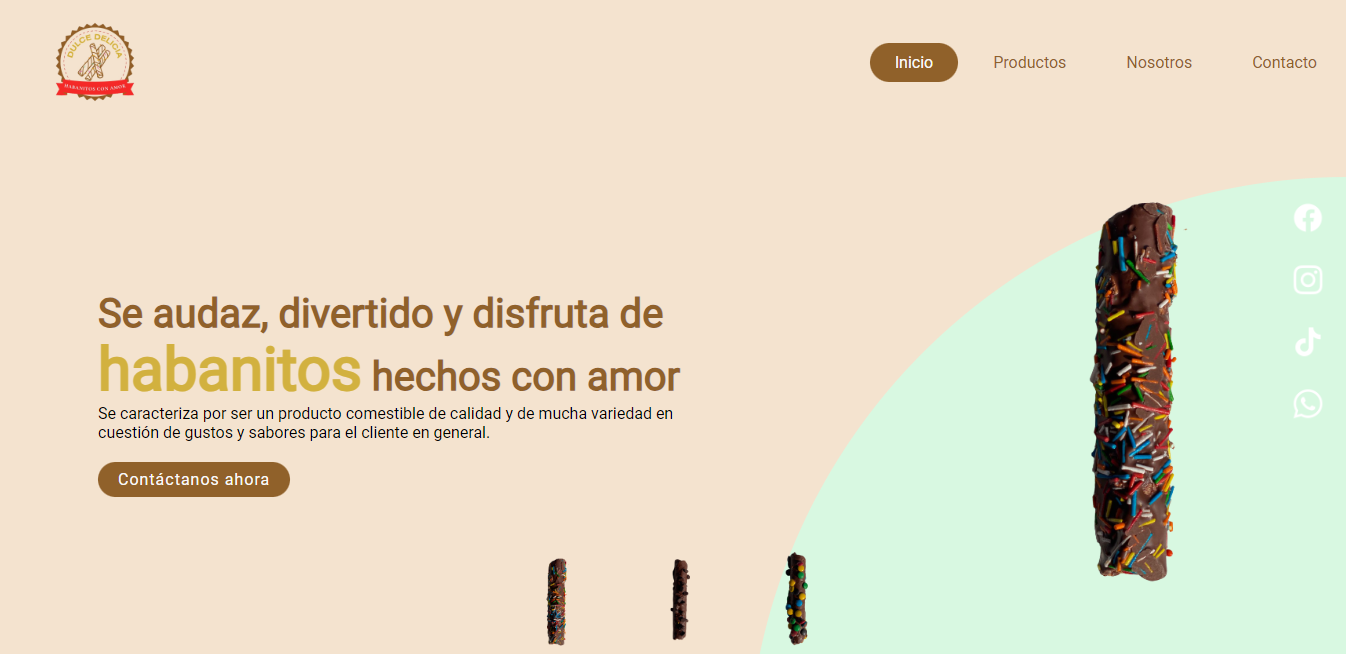 DULCE DELICIA
HABANITOS CON AMOR
Inicio
Productos
Nosotros
Contacto
Se audaz, divertido y disfruta de
habanitos hechos con amor
Se caracteriza por ser un producto comestible de calidad y de mucha variedad en
cuestión de gustos y sabores para el cliente en general.
Contáctanos ahora